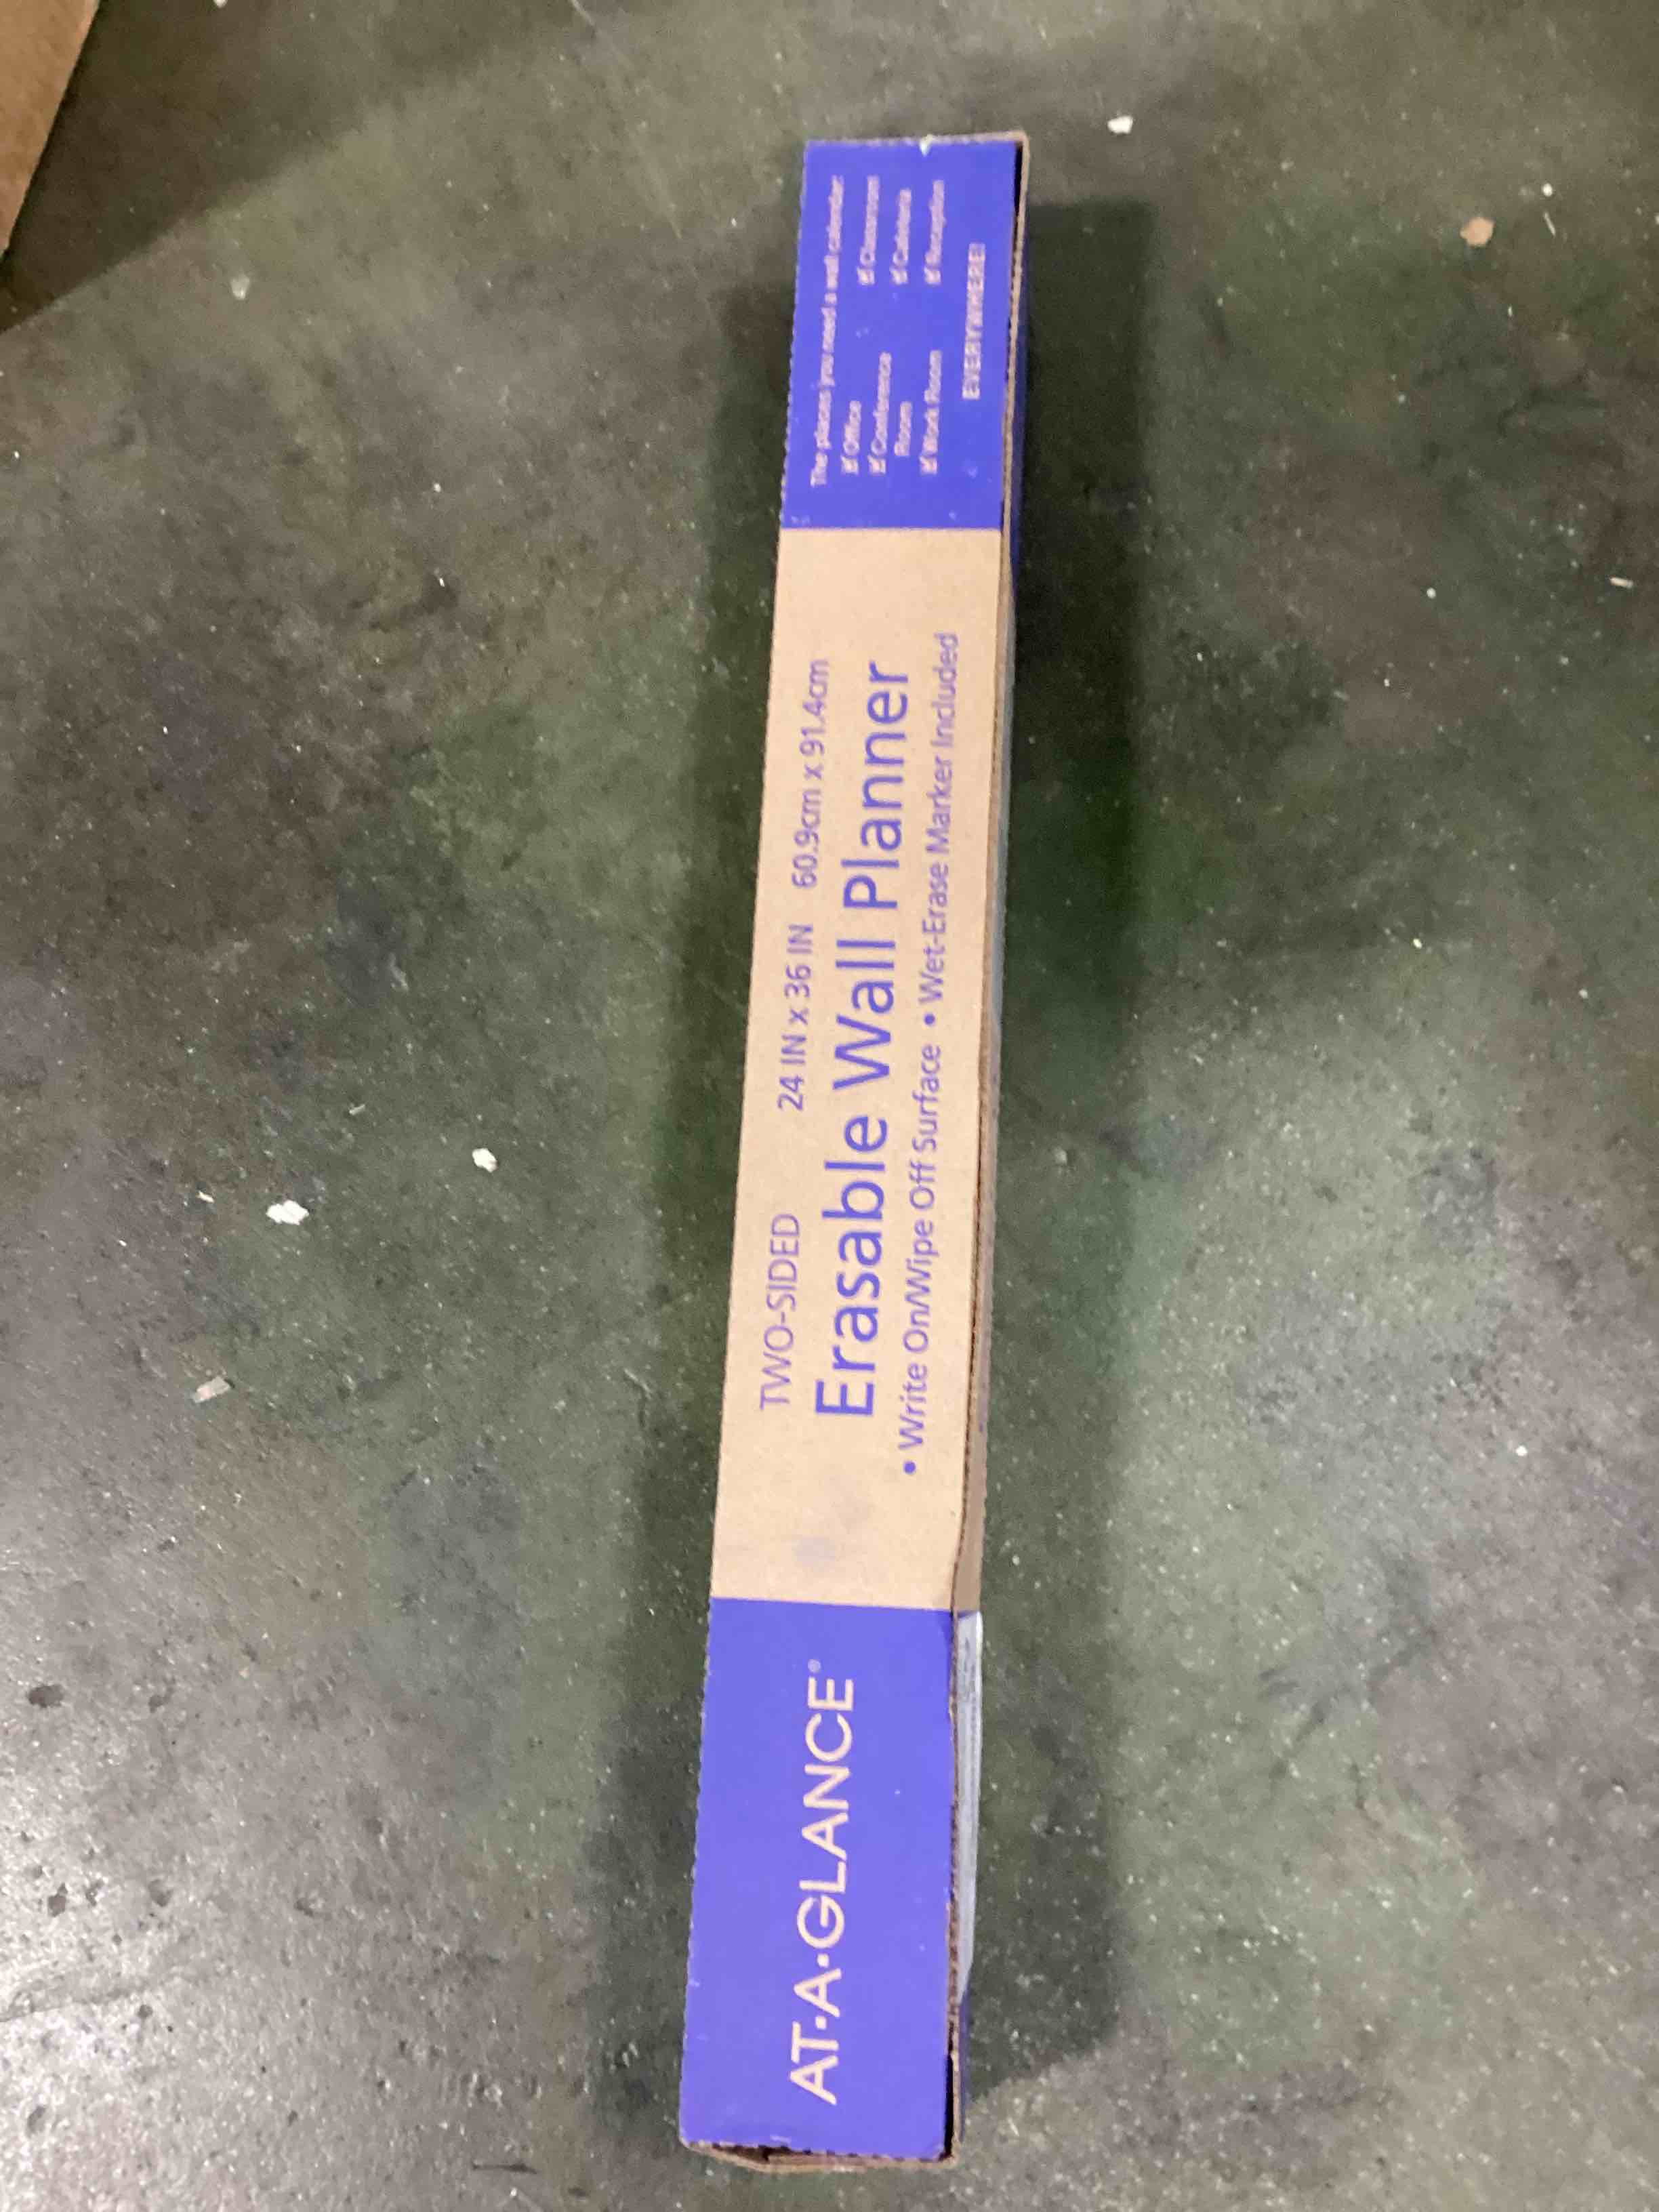 AT·A·GLANCE®
TWO-SIDED 24 IN x 36 IN 60.9cm x 91.4cm
Erasable Wall Planner
• Write On/Wipe Off Surface • Wet-Erase Marker Included
The places you need a wall calendar:
Office Classroom
Conference Cafeteria
Room
Work Room Reception
EVERYWHERE!